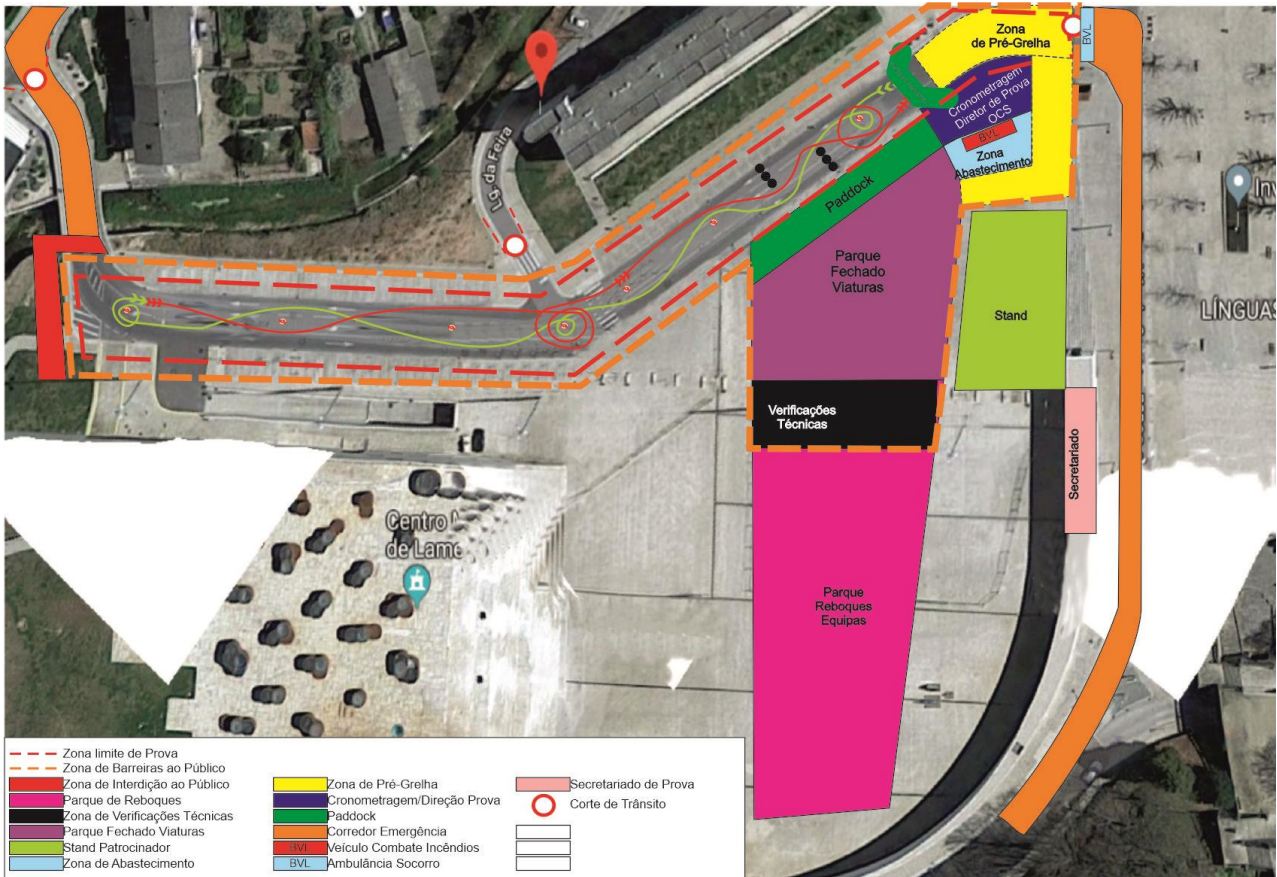 Zona
de Pré-Grelha
BVL
Cronometragem
Diretor de Prova
OCS
BVL
Zona
Abastecimento
Lg. da Feira
Paddock
Parque
Fechado
Viaturas
Stand
LÍNGUAS
Verificações
Técnicas
Secretariado
Centro
de Lame
Parque
Reboques
Equipas
Zona limite de Prova
Zona de Barreiras ao Público
Zona de Interdição ao Público
Parque de Reboques
Zona de Verificações Técnicas
Parque Fechado Viaturas
Stand Patrocinador
Zona de Abastecimento
Zona de Pré-Grelha
Cronometragem/Direção Prova
Paddock
Corredor Emergência
BVL Veículo Combate Incêndios
BVL Ambulância Socorro
Secretariado de Prova
Corte de Trânsito